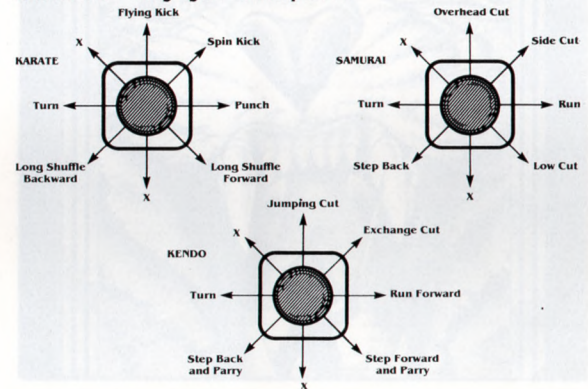 Flying Kick
X
Spin Kick
KARATE
Turn
Punch
Long Shuffle
Backward
Long Shuffle
Forward
X
Overhead Cut
X
Side Cut
SAMURAI
Turn
Run
Step Back
Low Cut
X
Jumping Cut
X
Exchange Cut
KENDO
Turn
Run Forward
Step Back
and Parry
Step Forward
and Parry
X